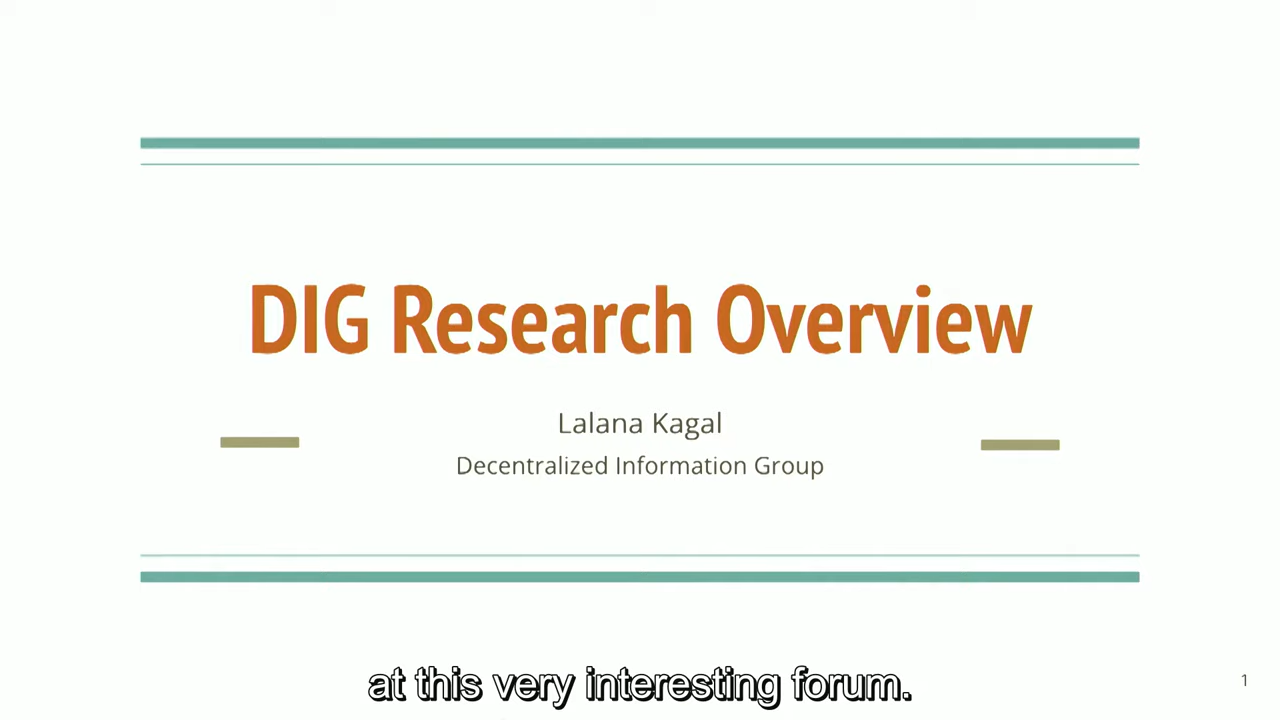 DIG Research Overview
Lalana Kagal
Decentralized Information Group
at this very interesting forum.
1